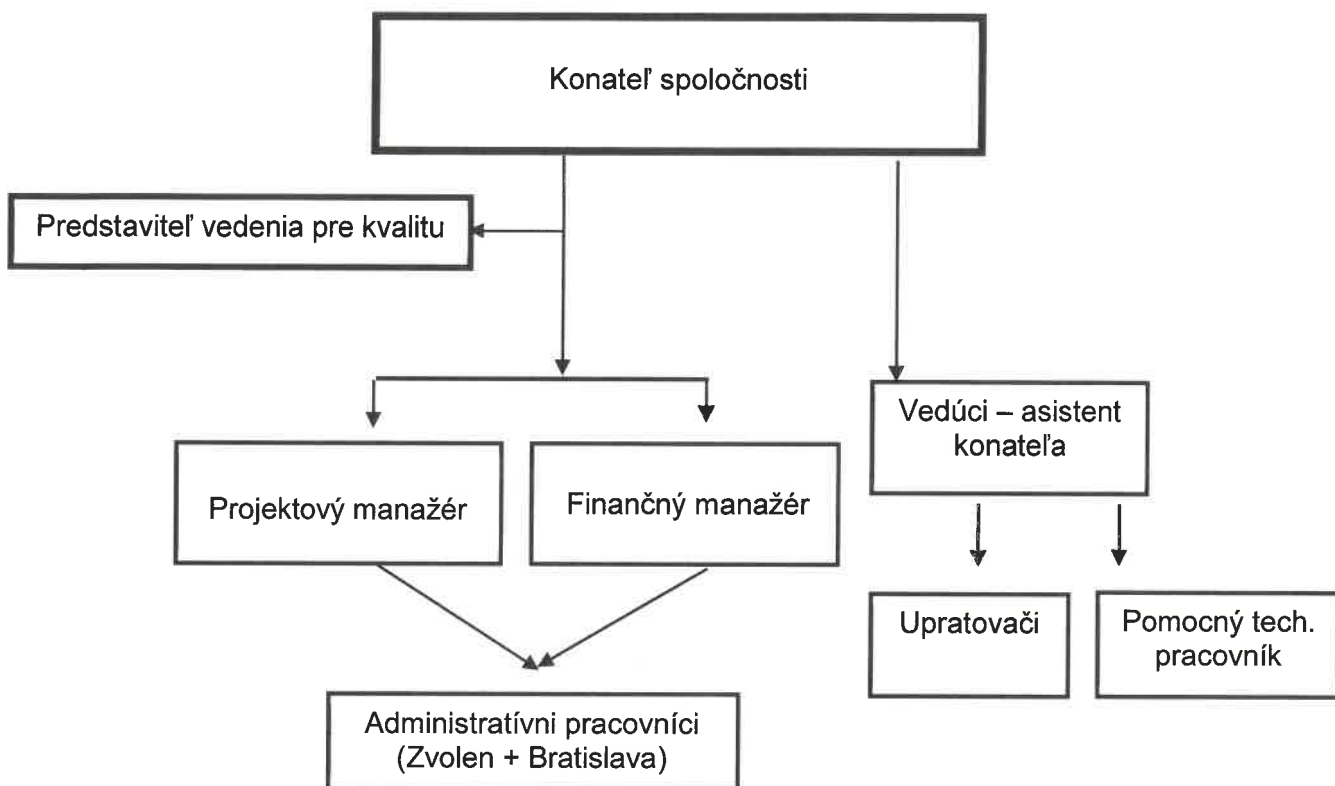 Konateľ spoločnosti
Predstaviteľ vedenia pre kvalitu
Projektový manažér
Finančný manažér
Vedúci – asistent
konateľa
Upratovači
Pomocný tech.
pracovník
Administratívni pracovníci
(Zvolen + Bratislava)